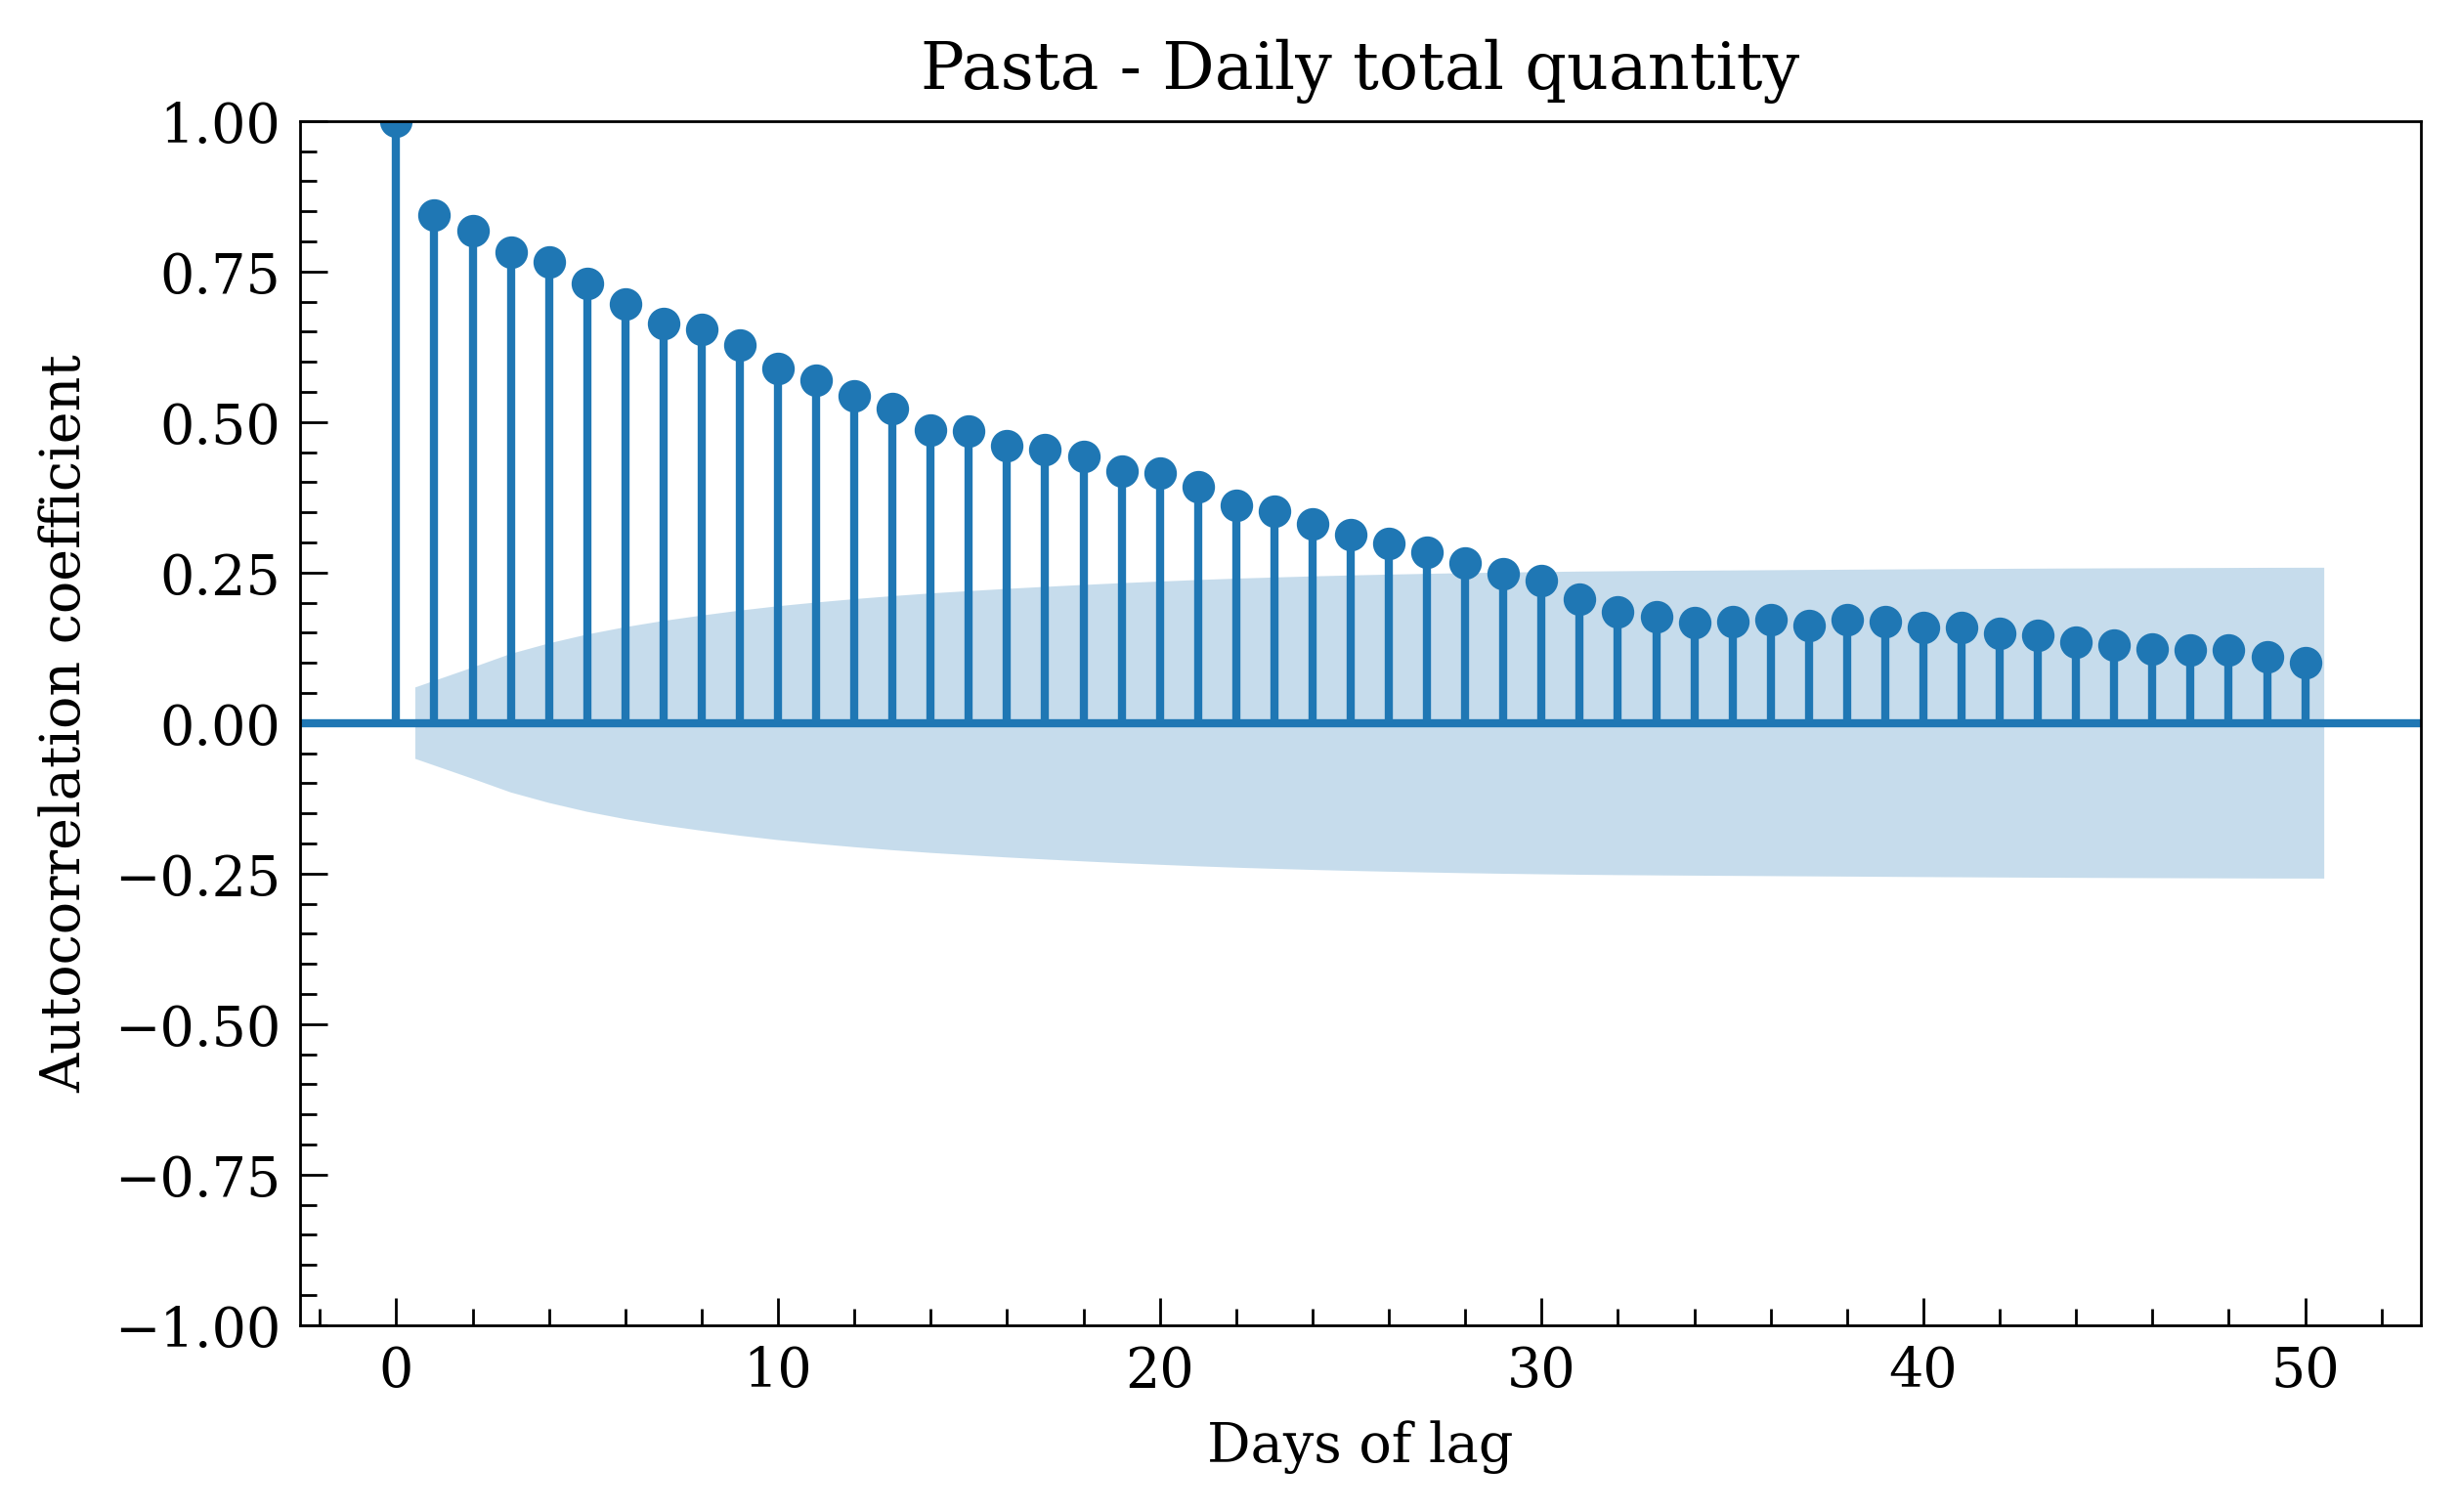 Pasta - Daily total quantity
1.00
0.75
0.50
0.25
0.00
−0.25
−0.50
−0.75
−1.00
Autocorrelation coefficient
0 10 20 30 40 50
Days of lag